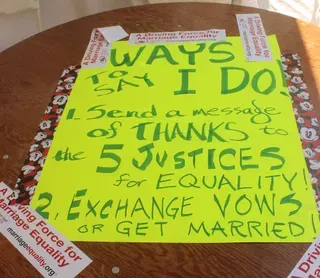 A Driving Force for
Marriage Equality
WAYS
TO SAY I DO.
1. Send a message
of THANKS to
the 5 JUSTICES
for EQUALITY!
2. EXCHANGE VOWS
OR GET MARRIED!
A Driving Force for
Marriage Equality
marriageequality.org